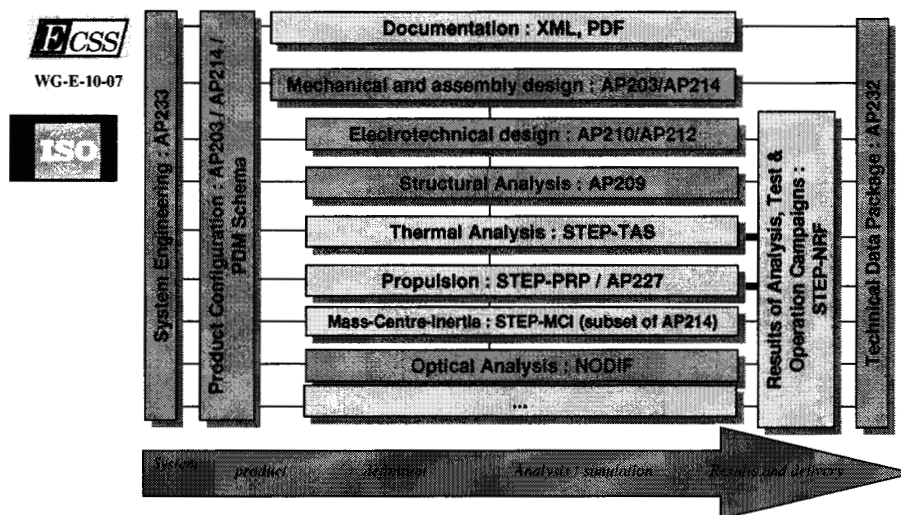 ECSS
WG-E-10-07
ISO
System Engineering : AP233
Product Configuration : AP203 / AP214 /
PDM Schema
Documentation : XML, PDF
Mechanical and assembly design : AP203/AP214
Electrotechnical design : AP210/AP212
Structural Analysis : AP209
Thermal Analysis : STEP-TAS
Propulsion : STEP-PRP / AP227
Mass-Centre-Inertia : STEP-MCI (subset of AP214)
Optical Analysis : NODIF
...
Results of Analysis, Test &
Operation Campaigns :
STEP-NRF
Technical Data Package : AP232
System
product
definition
Analysis / simulation
Results and delivery